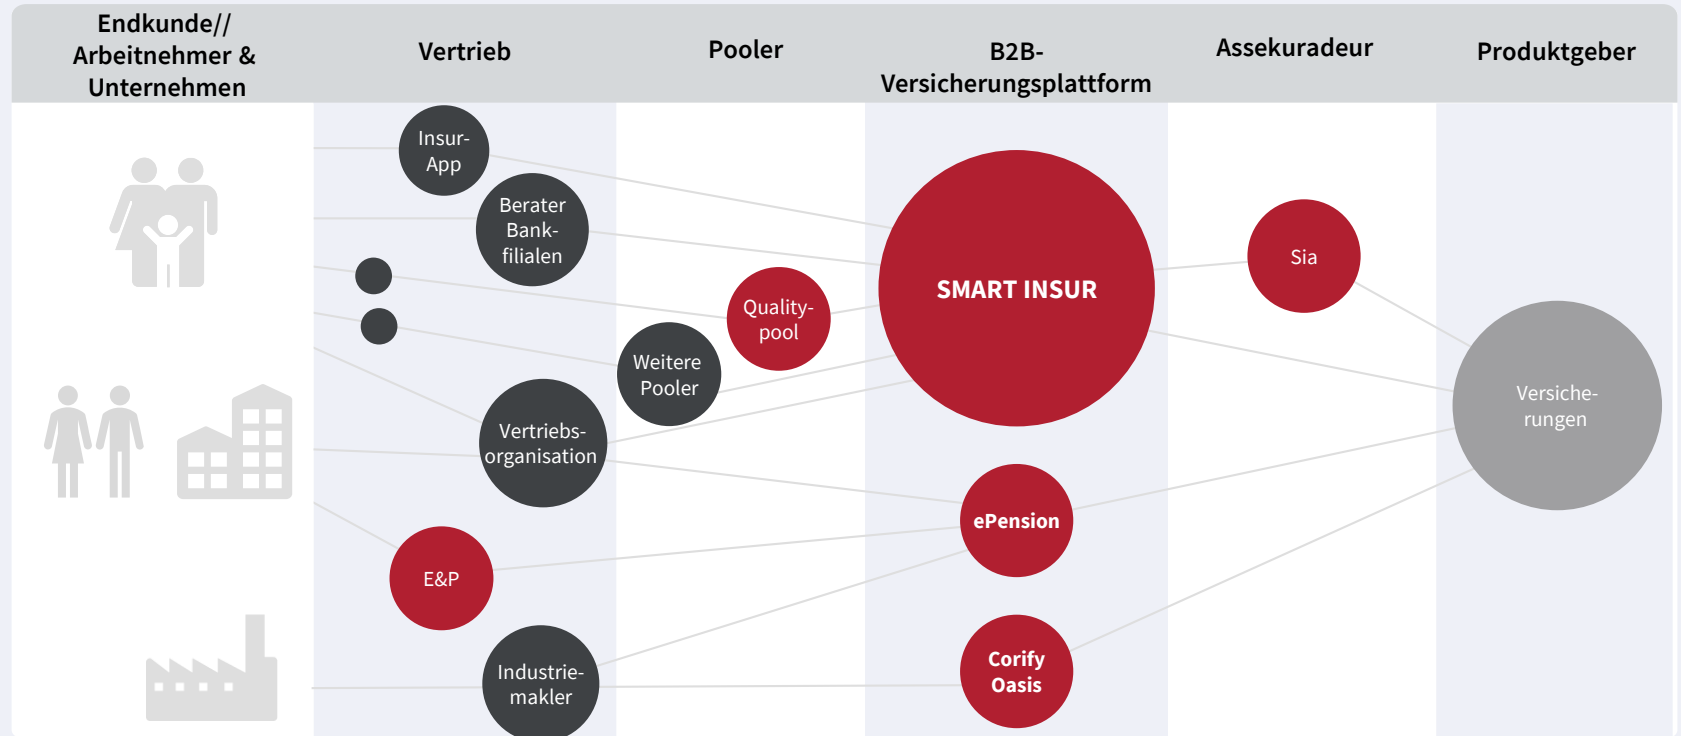 Endkunde//
Arbeitnehmer &
Unternehmen
Vertrieb
Pooler
B2B-
Versicherungsplattform
Assekuradeur
Produktgeber
Insur-
App
Berater
Bank-
filialen
Quality-
pool
Weitere
Pooler
Vertriebs-
organisation
E&P
Industrie-
makler
SMART INSUR
ePension
Corify
Oasis
Sia
Versiche-
rungen